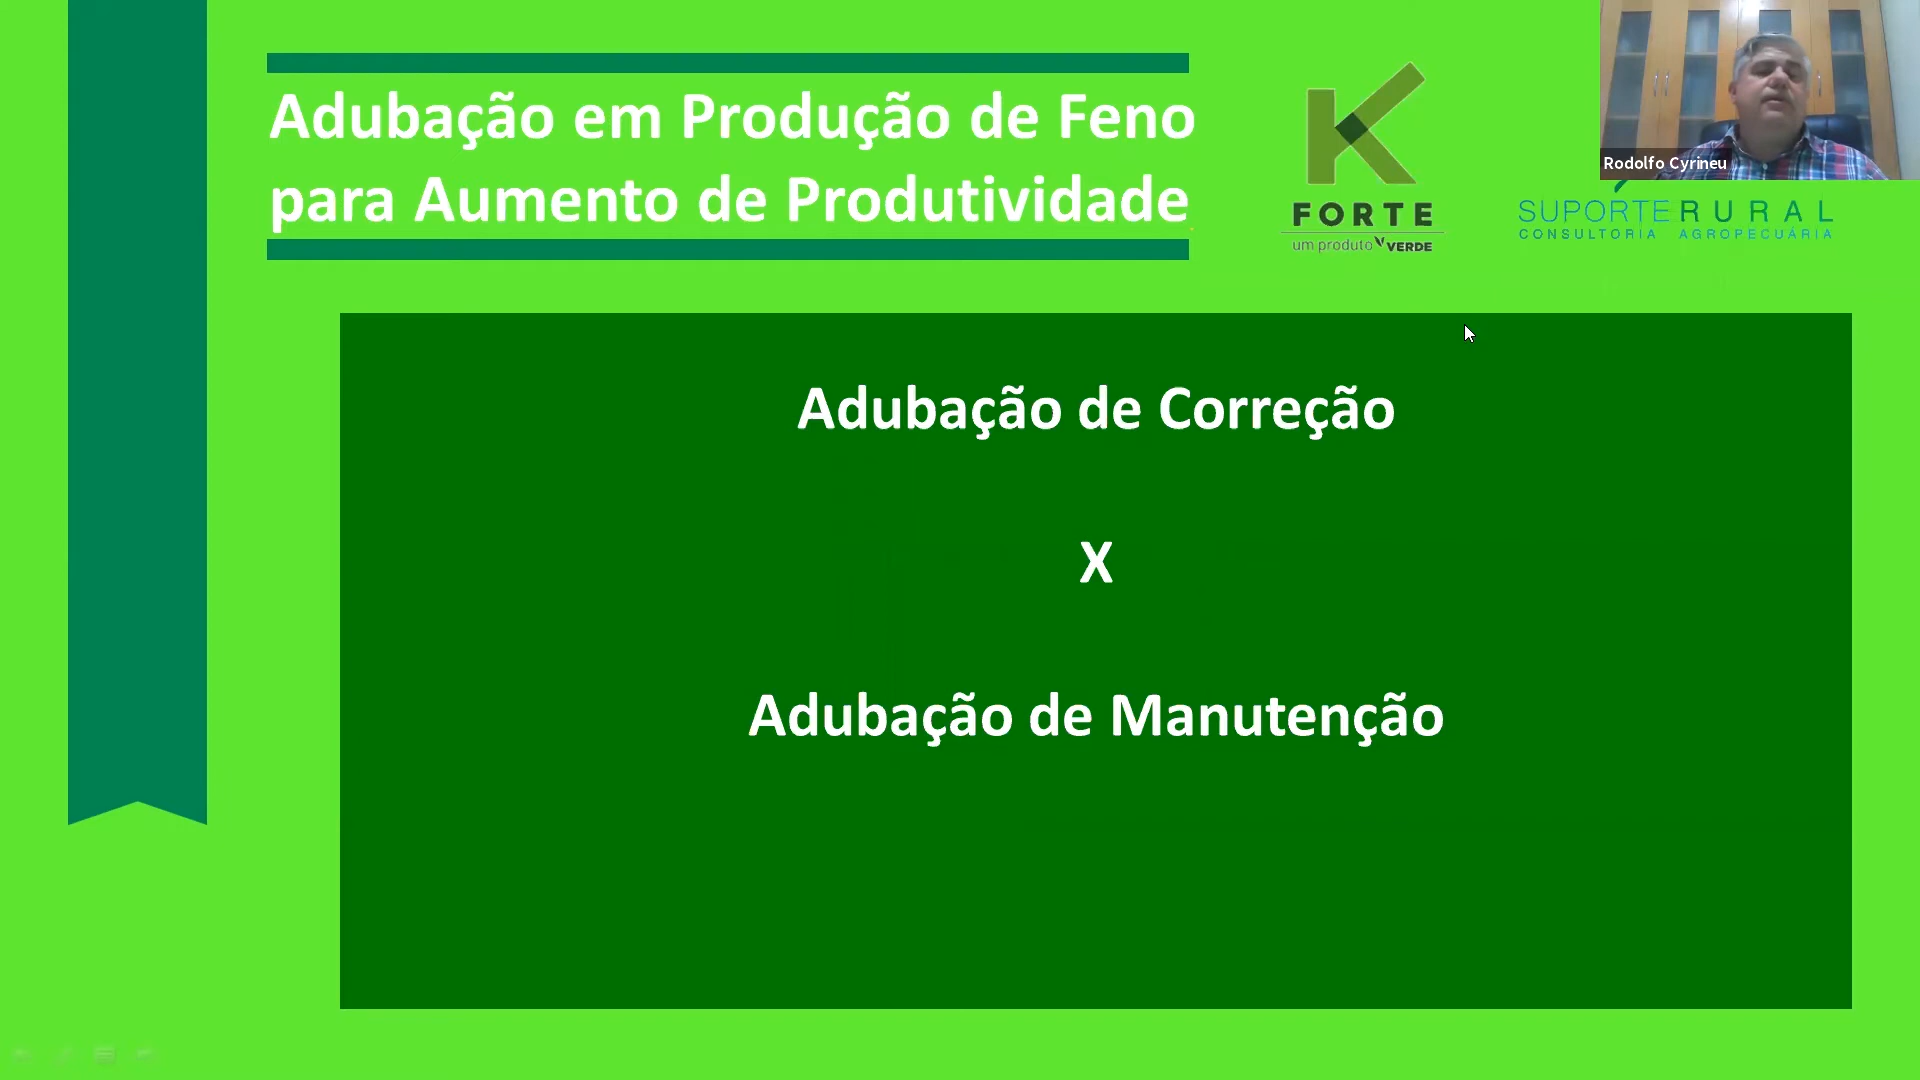 Adubação em Produção de Feno
para Aumento de Produtividade
K
FORTE
um produto VERDE
Rodolfo Cyrineu
SUPORTE RURAL
CONSULTORIA AGROPECUÁRIA
Adubação de Correção
X
Adubação de Manutenção